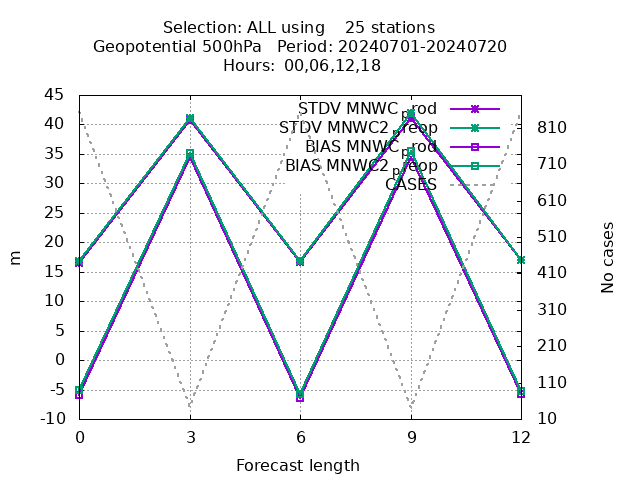 Selection: ALL using    25 stations
Geopotential 500hPa   Period: 20240701-20240720
Hours: 00,06,12,18
STDV MNWC_prod
STDV MNWC2_preop
BIAS MNWC_prod
BIAS MNWC2_preop
CASES
45
40
35
30
25
20
15
10
5
0
-5
-10
m
810
710
610
510
410
310
210
110
10
No cases
0 3 6 9 12
Forecast length